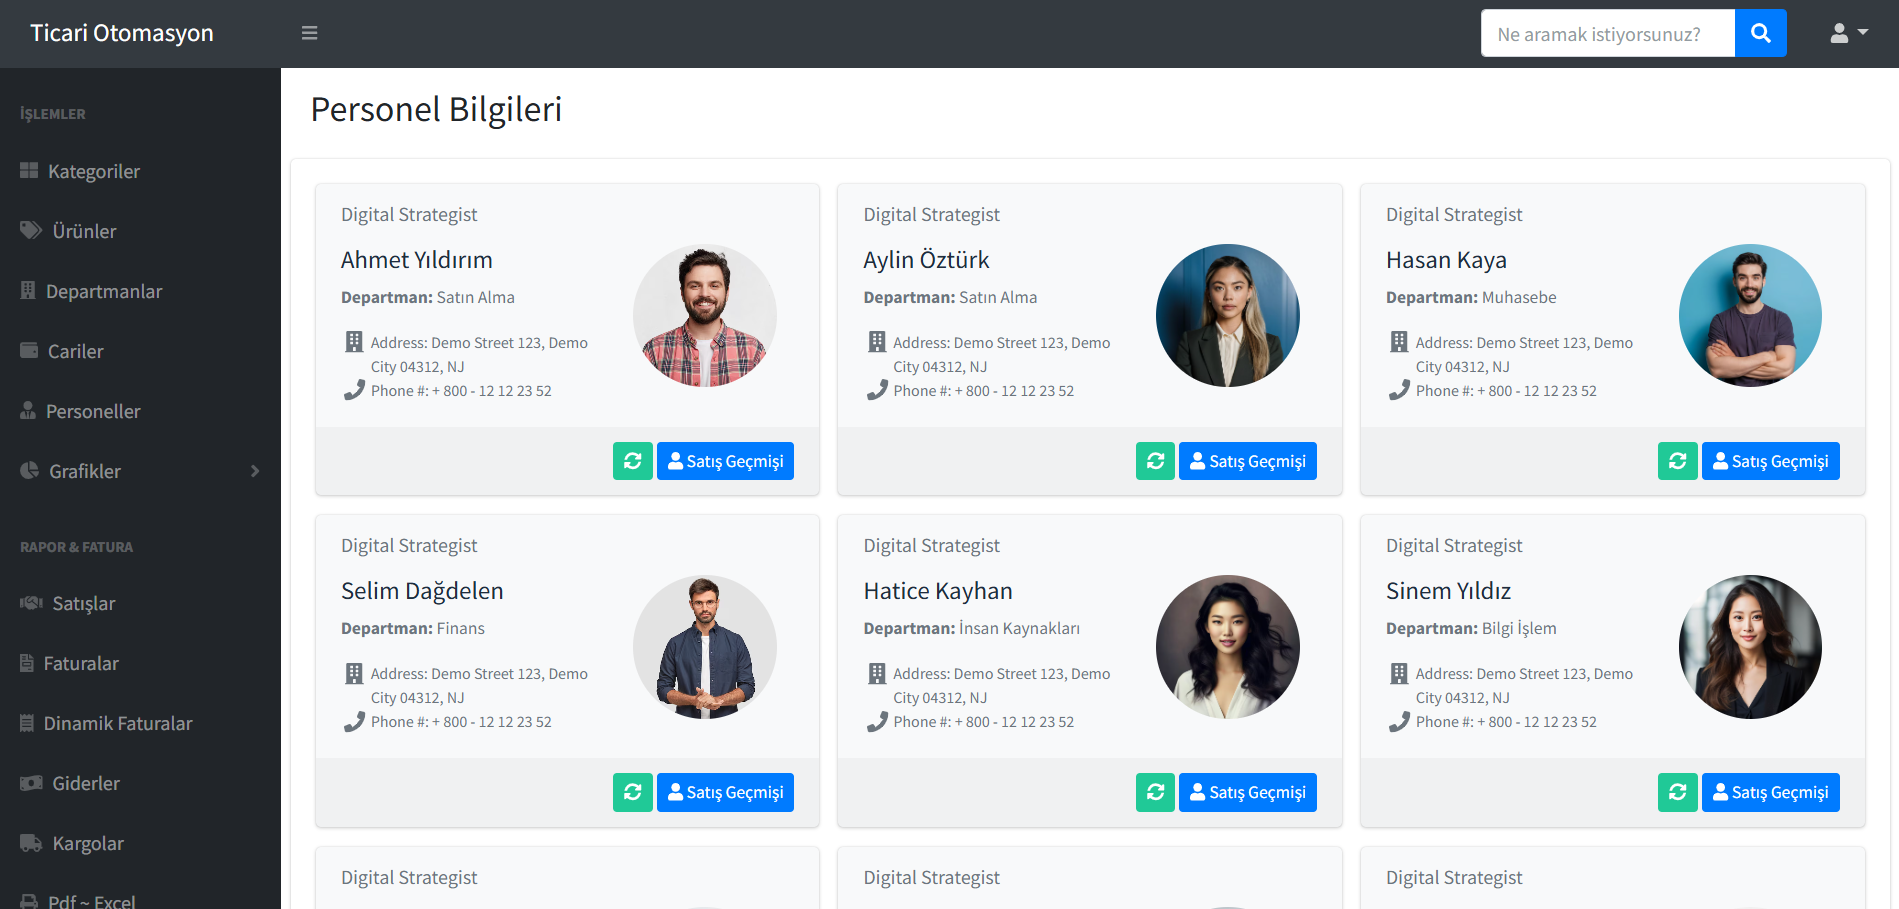 Ticari Otomasyon
Ne aramak istiyorsunuz?
İŞLEMLER
Kategoriler
Ürünler
Departmanlar
Cariler
Personeller
Grafikler
RAPOR & FATURA
Satışlar
Faturalar
Dinamik Faturalar
Giderler
Kargolar
Pdf ~ Excel
Personel Bilgileri
Digital Strategist
Ahmet Yıldırım
Departman: Satın Alma
Address: Demo Street 123, Demo
City 04312, NJ
Phone #: + 800 - 12 12 23 52
Satış Geçmişi
Digital Strategist
Aylin Öztürk
Departman: Satın Alma
Address: Demo Street 123, Demo
City 04312, NJ
Phone #: + 800 - 12 12 23 52
Satış Geçmişi
Digital Strategist
Hasan Kaya
Departman: Muhasebe
Address: Demo Street 123, Demo
City 04312, NJ
Phone #: + 800 - 12 12 23 52
Satış Geçmişi
Digital Strategist
Selim Dağdelen
Departman: Finans
Address: Demo Street 123, Demo
City 04312, NJ
Phone #: + 800 - 12 12 23 52
Satış Geçmişi
Digital Strategist
Hatice Kayhan
Departman: İnsan Kaynakları
Address: Demo Street 123, Demo
City 04312, NJ
Phone #: + 800 - 12 12 23 52
Satış Geçmişi
Digital Strategist
Sinem Yıldız
Departman: Bilgi İşlem
Address: Demo Street 123, Demo
City 04312, NJ
Phone #: + 800 - 12 12 23 52
Satış Geçmişi
Digital Strategist
Digital Strategist
Digital Strategist